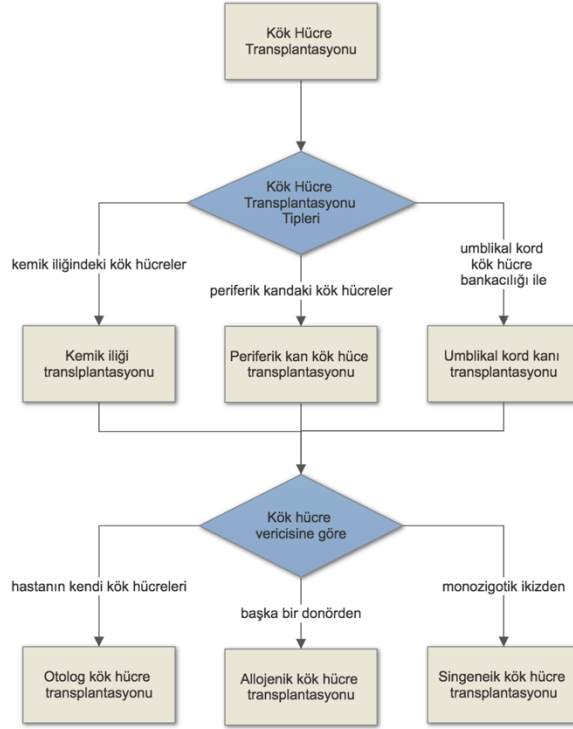 Kök Hücre
Transplantasyonu
Kök Hücre
Transplantasyonu
Tipleri
kemik iliğindeki kök hücreler
periferik kandaki kök hücreler
umblikal kord
kök hücre
bankacılığı ile
Kemik iliği
translplantasyonu
Periferik kan kök hüce
transplantasyonu
Umblikal kord kanı
transplantasyonu
Kök hücre
vericisine göre
hastanın kendi kök hücreleri
başka bir donörden
monozigotik ikizden
Otolog kök hücre
transplantasyonu
Allojenik kök hücre
transplantasyonu
Singeneik kök hücre
transplantasyonu